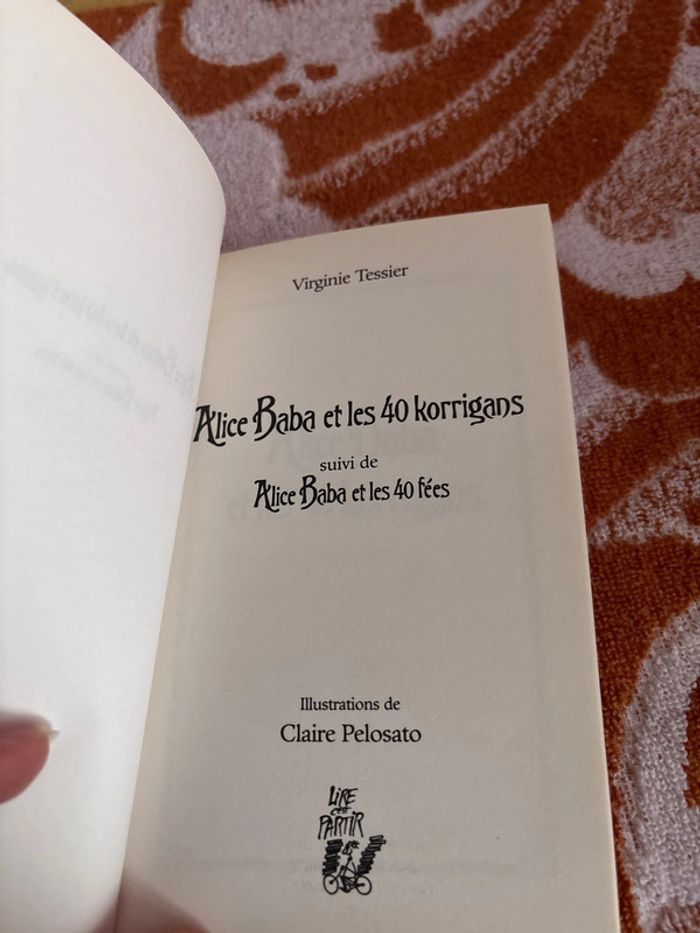 Virginie Tessier
Alice Baba et les 40 korrigans
suivi de
Alice Baba et les 40 fées
Illustrations de
Claire Pelosato
LIRE
c'est
PARTIR